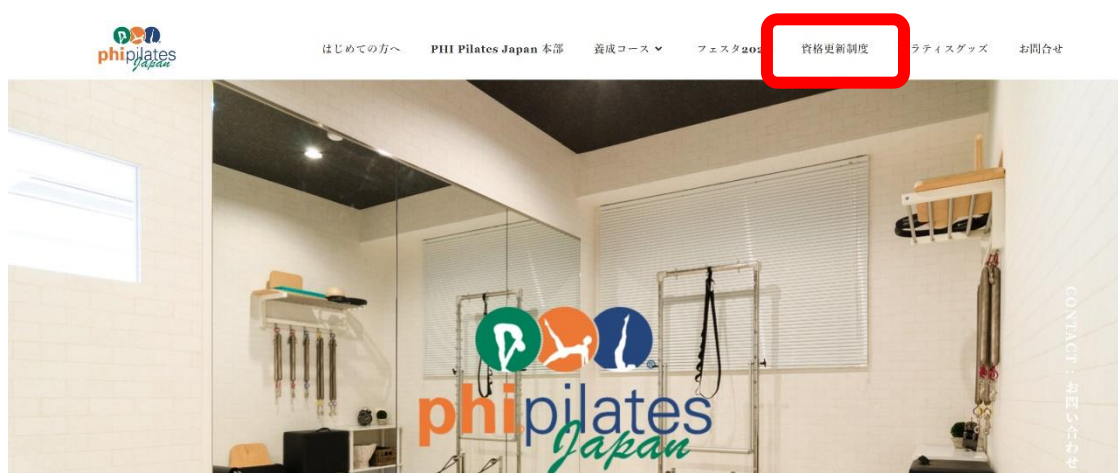 phipilates
Japan
はじめての方へ PHI Pilates Japan 本部 養成コース フェスタ202 資格更新制度 ラティスグッズ お問合せ
phipilates
Japan
CONTACT : お問い合わせ